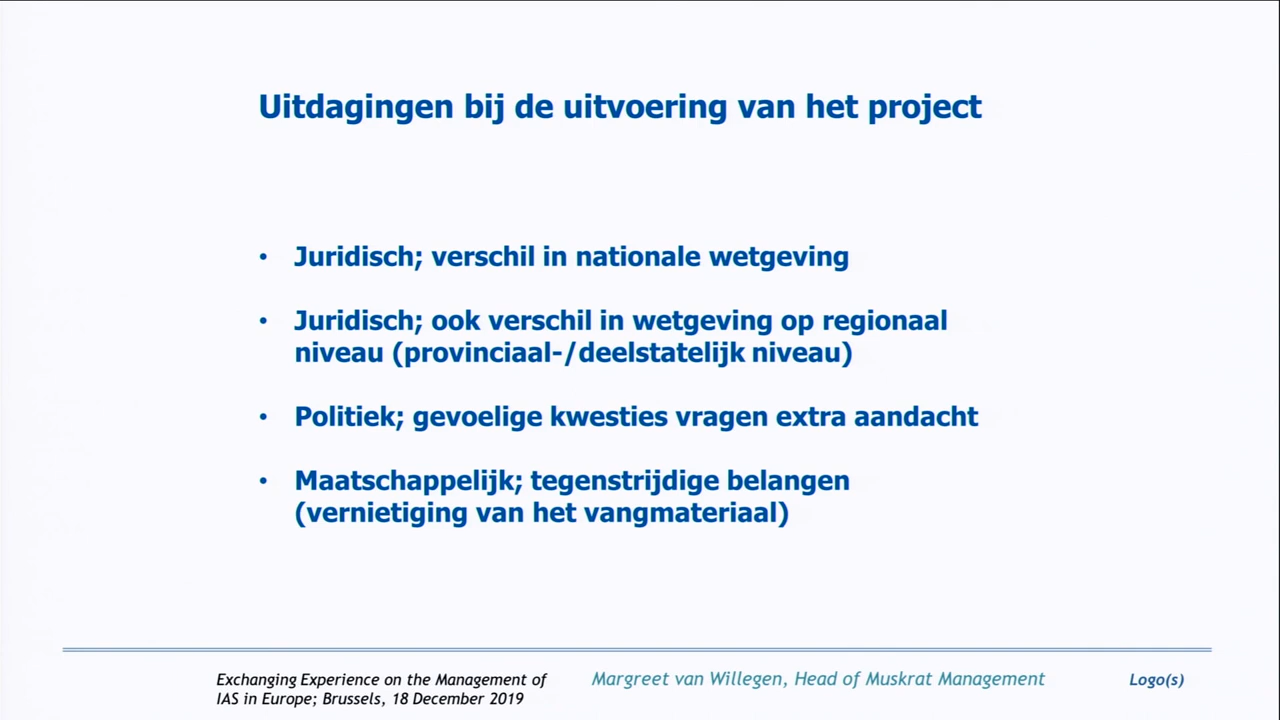 Uitdagingen bij de uitvoering van het project
• Juridisch; verschil in nationale wetgeving
• Juridisch; ook verschil in wetgeving op regionaal
niveau (provinciaal-/deelstatelijk niveau)
• Politiek; gevoelige kwesties vragen extra aandacht
• Maatschappelijk; tegenstrijdige belangen
(vernietiging van het vangmateriaal)
Exchanging Experience on the Management of
IAS in Europe; Brussels, 18 December 2019
Margreet van Willegen, Head of Muskrat Management
Logo(s)